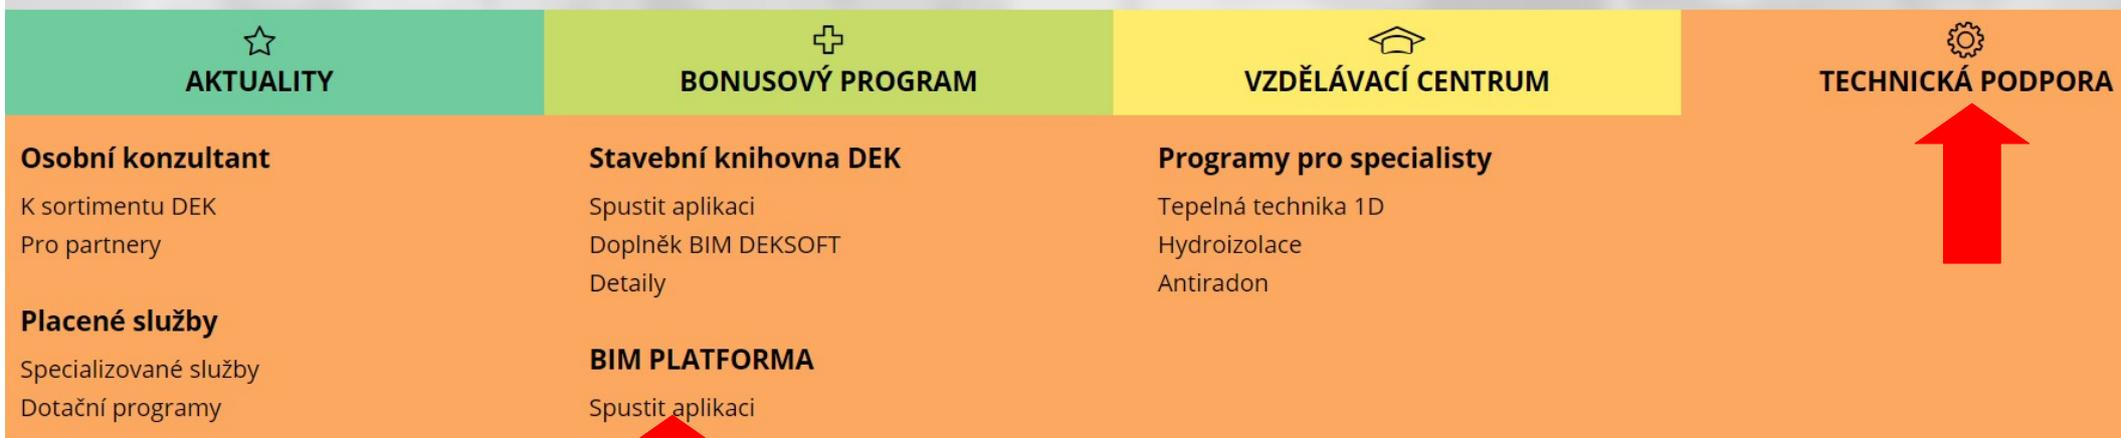 AKTUALITY
BONUSOVÝ PROGRAM
VZDĚLÁVACÍ CENTRUM
TECHNICKÁ PODPORA
Osobní konzultant
K sortimentu DEK
Pro partnery
Placené služby
Specializované služby
Dotační programy
Stavební knihovna DEK
Spustit aplikaci
Doplněk BIM DEKSOFT
Detaily
BIM PLATFORMA
Spustit aplikaci
Programy pro specialisty
Tepelná technika 1D
Hydroizolace
Antiradon